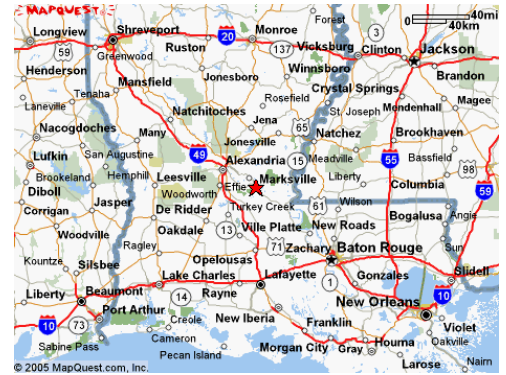 MAPQUEST
0 40mi
40km
Longview Shreveport Ruston 20 Monroe Forest 3
59 Greenwood 137 Vicksburg Clinton Jackson
Henderson Mansfield Jonesboro Winnsboro Brandon
Tenaha Rosefield Crystal Springs
Laneville Natchitoches St. Joseph Mendenhall Magee
Nacogdoches Many Jena 65 Natchez Brookhaven
Lufkin San Augustine Jonesville
49 Alexandria 15 Meadville 55 Bassfield 98
Brookeland Hemphill Leesville Marksville Liberty
Diboll Woodworth Effie Columbia 59
Corrigan Jasper De Ridder Turkey Creek 61 Wilson Bogalusa Angie
Woodville Oakdale 13 Ville Platte New Roads
Ragley 71 Zachary Baton Rouge Sun
Kountze Silsbee Opelousas Slidell
Liberty Beaumont Lake Charles Lafayette 1 Gonzales
14 Rayne New Orleans 10
10 73 Port Arthur Creole New Iberia Franklin Violet
Sabine Pass Cameron Houma Oakville
Pecan Island Morgan City Gray Larose Nairn
© 2005 MapQuest.com, Inc.